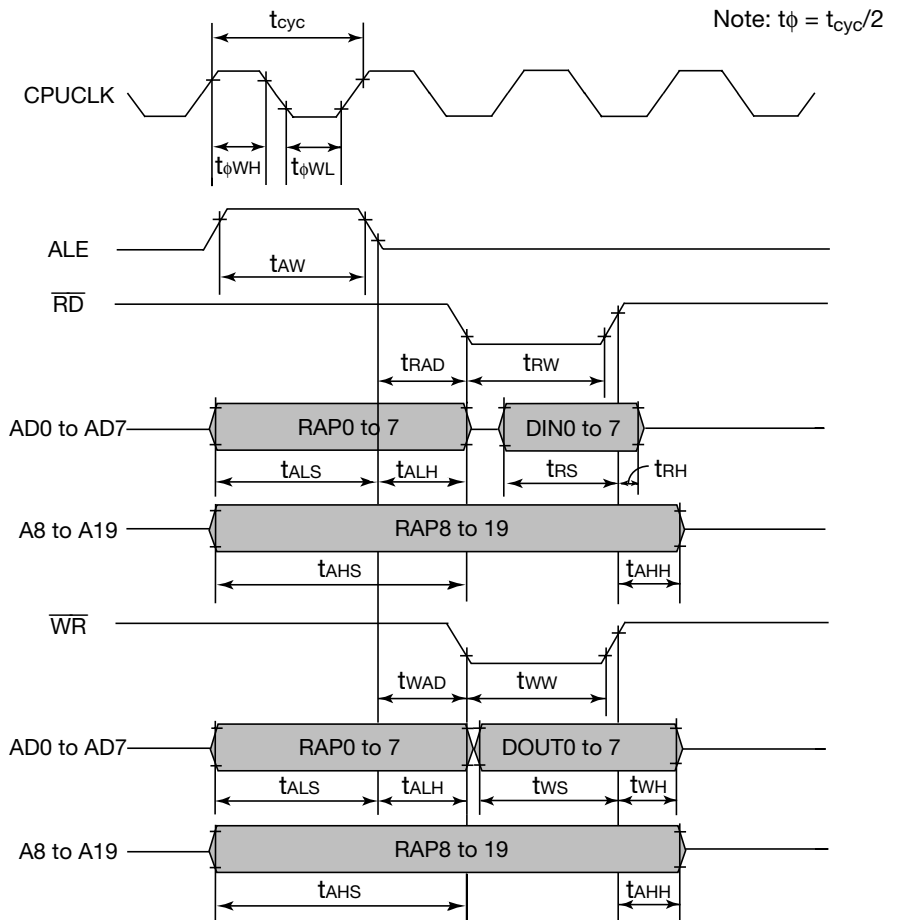 tcyc
Note: tϕ = tcyc/2
CPUCLK
tϕWH
tϕWL
ALE
tAW
RD
tRAD
tRW
AD0 to AD7
RAP0 to 7
DIN0 to 7
tALS
tALH
tRS
tRH
A8 to A19
RAP8 to 19
tAHS
tAHH
WR
tWAD
tWW
AD0 to AD7
RAP0 to 7
DOUT0 to 7
tALS
tALH
tWS
tWH
A8 to A19
RAP8 to 19
tAHS
tAHH